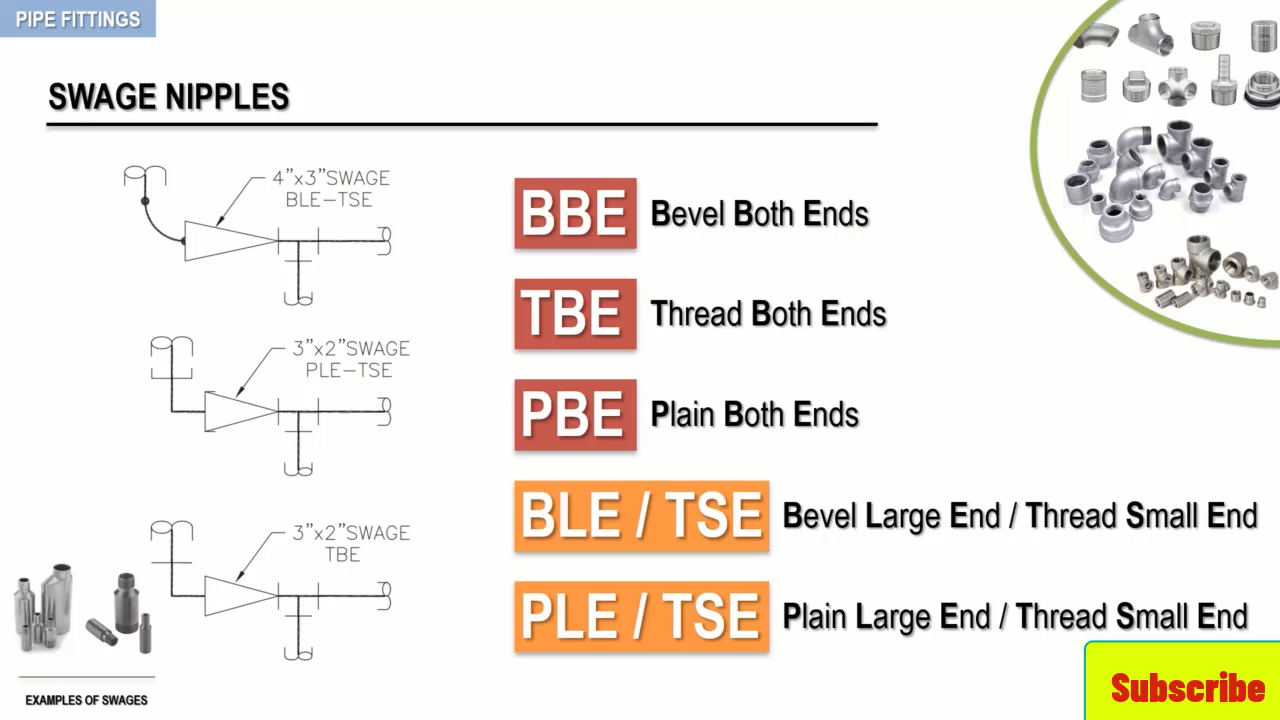 PIPE FITTINGS
SWAGE NIPPLES
4"x3"SWAGE
BLE-TSE
3"x2"SWAGE
PLE-TSE
3"x2"SWAGE
TBE
BBE Bevel Both Ends
TBE Thread Both Ends
PBE Plain Both Ends
BLE / TSE Bevel Large End / Thread Small End
PLE / TSE Plain Large End / Thread Small End
EXAMPLES OF SWAGES
Subscribe